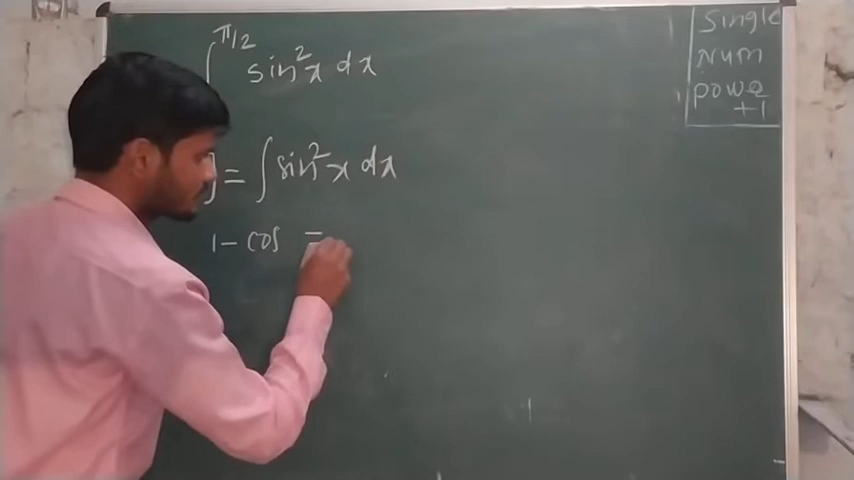 ∫ π/2 sin²x dx
= ∫ sin²x dx
1 - cos =
Single
Num
powe
+1